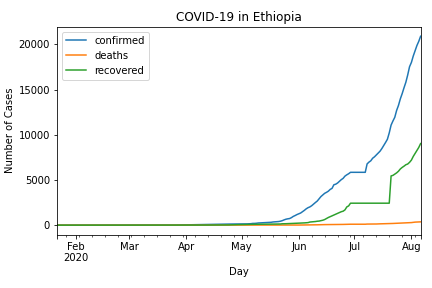 COVID-19 in Ethiopia
confirmed
deaths
recovered
Number of Cases
20000
15000
10000
5000
0
Feb Mar Apr May Jun Jul Aug
2020
Day